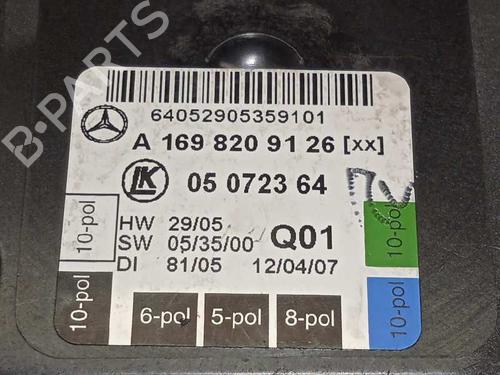 B-PARTS
64052905359101
A 169 820 91 26 [xx]
LK 05 0723 64
HW 29/05
SW 05/35/00 Q01
DI 81/05 12/04/07
10-pol
10-pol
6-pol 5-pol 8-pol
10-pol
10-pol